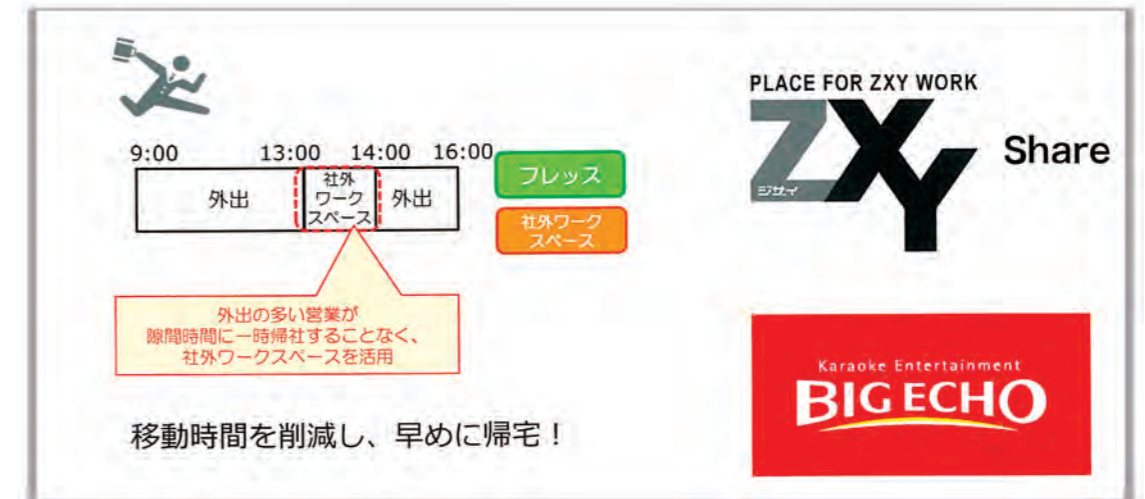 9:00 13:00 14:00 16:00
外出
社外
ワーク
スペース
外出
フレッス
社外ワーク
スペース
外出の多い営業が
隙間時間に一時帰社することなく、
社外ワークスペースを活用
移動時間を削減し、早めに帰宅！
PLACE FOR ZXY WORK
ZXY
ジザイ
Share
Karaoke Entertainment
BIG ECHO